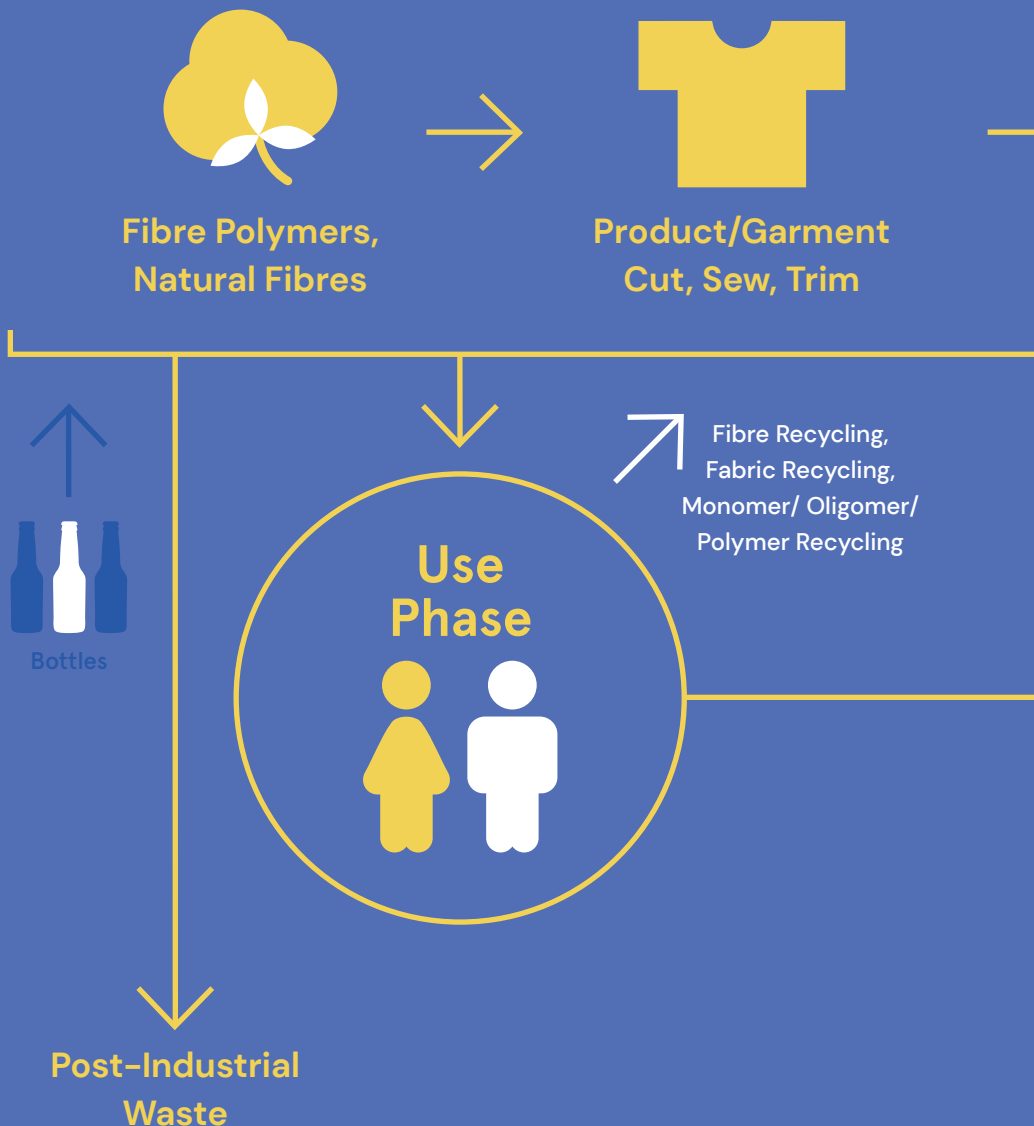 Fibre Polymers,
Natural Fibres
Product/Garment
Cut, Sew, Trim
Fibre Recycling,
Fabric Recycling,
Monomer/ Oligomer/
Polymer Recycling
Use
Phase
Bottles
Post-Industrial
Waste